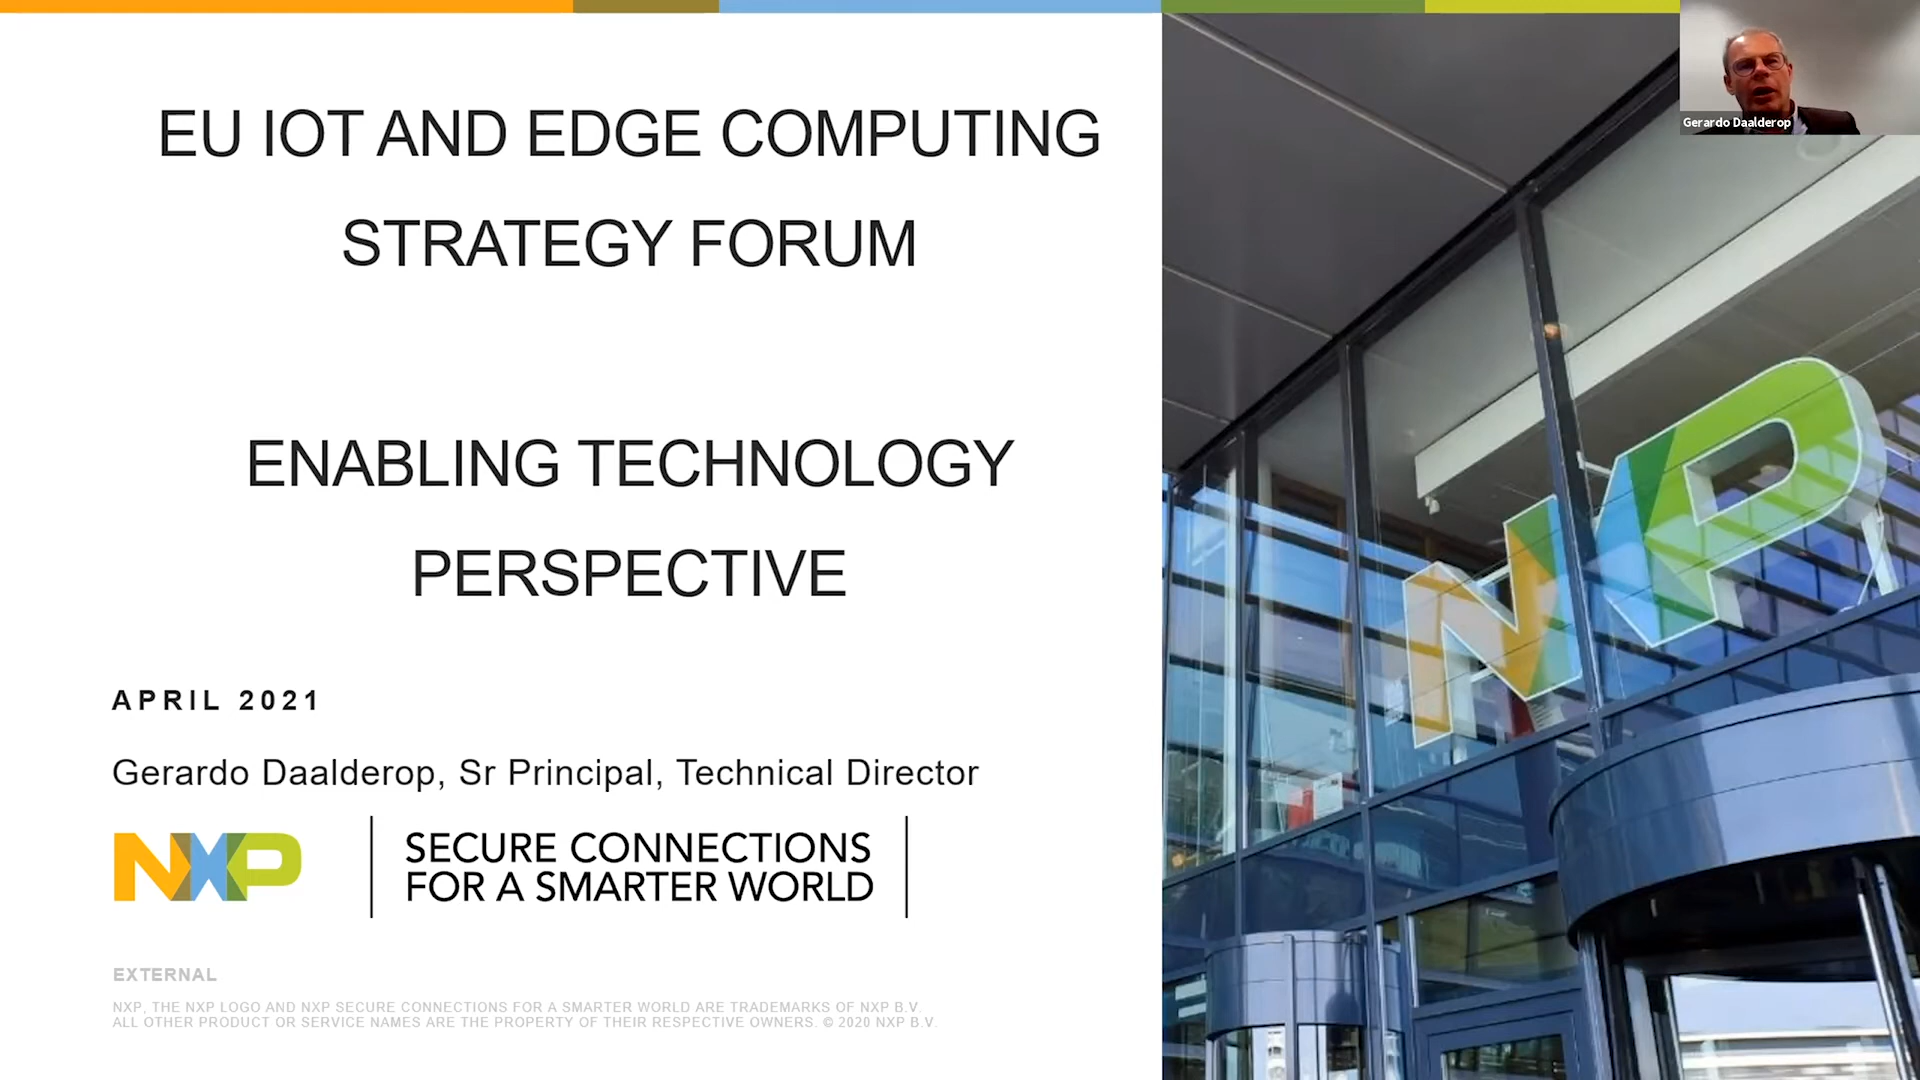 EU IOT AND EDGE COMPUTING
STRATEGY FORUM
ENABLING TECHNOLOGY
PERSPECTIVE
APRIL 2021
Gerardo Daalderop, Sr Principal, Technical Director
NXP
SECURE CONNECTIONS
FOR A SMARTER WORLD
EXTERNAL
NXP, THE NXP LOGO AND NXP SECURE CONNECTIONS FOR A SMARTER WORLD ARE TRADEMARKS OF NXP B.V.
ALL OTHER PRODUCT OR SERVICE NAMES ARE THE PROPERTY OF THEIR RESPECTIVE OWNERS. © 2020 NXP B.V.
Gerardo Daalderop
NXP